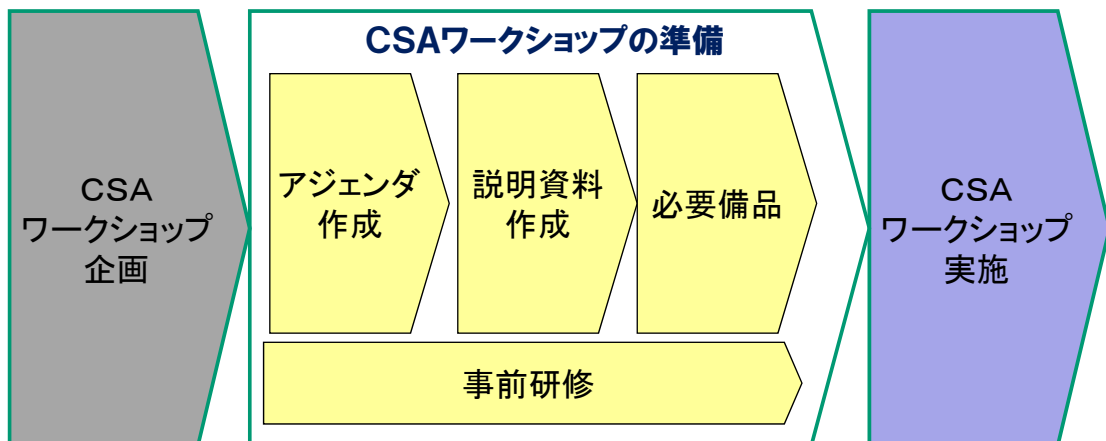 CSAワークショップの準備
CSA
ワークショップ
企画
アジェンダ
作成
説明資料
作成
必要備品
事前研修
CSA
ワークショップ
実施